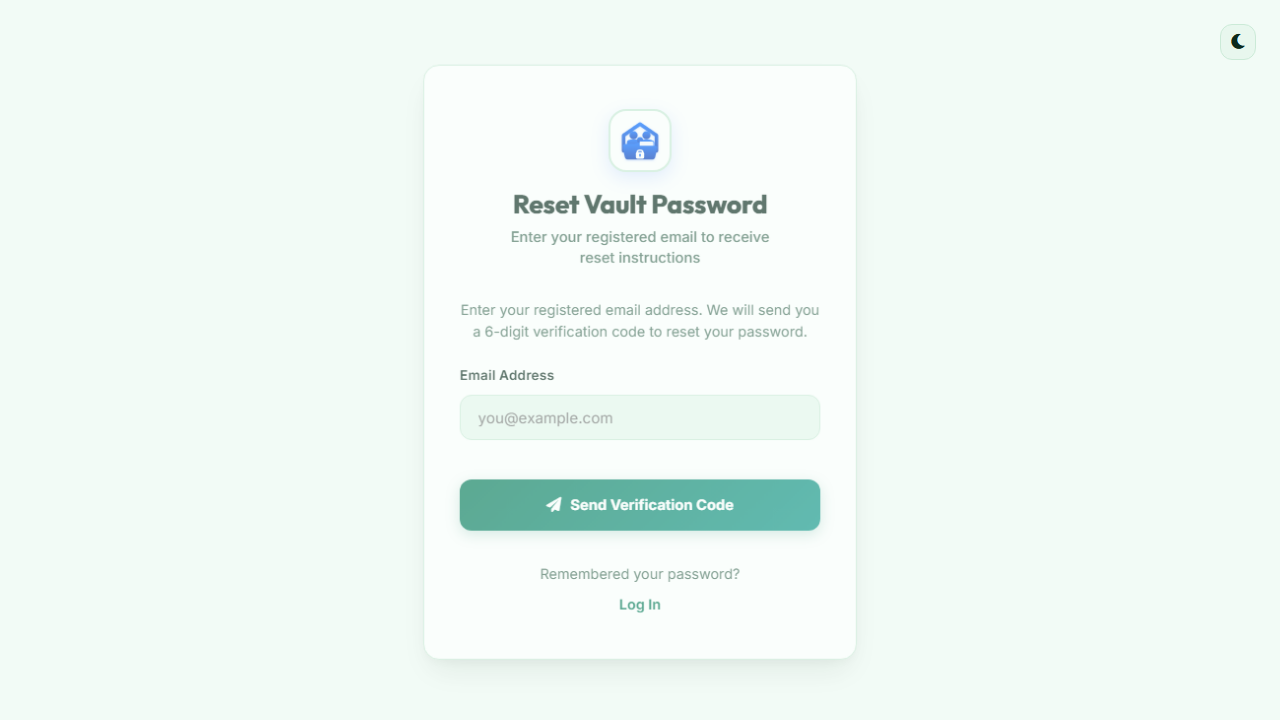 Reset Vault Password
Enter your registered email to receive
reset instructions
Enter your registered email address. We will send you
a 6-digit verification code to reset your password.
Email Address
you@example.com
Send Verification Code
Remembered your password?
Log In